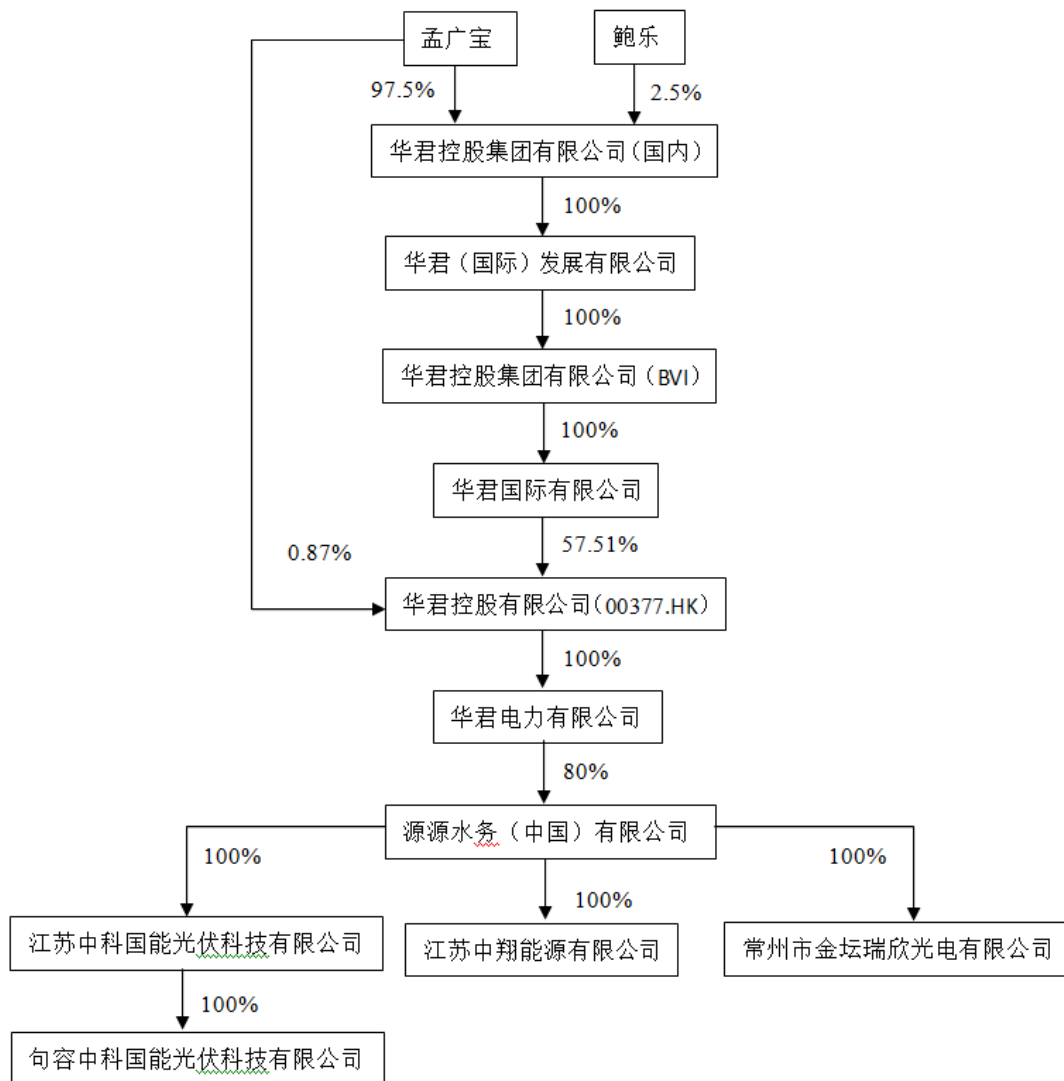 孟广宝
鲍乐
97.5%
2.5%
华君控股集团有限公司(国内)
100%
华君（国际）发展有限公司
100%
华君控股集团有限公司(BVI)
100%
华君国际有限公司
0.87%
57.51%
华君控股有限公司(00377.HK)
100%
华君电力有限公司
80%
源源水务（中国）有限公司
100%
100%
100%
江苏中科国能光伏科技有限公司
江苏中翔能源有限公司
常州市金坛瑞欣光电有限公司
100%
句容中科国能光伏科技有限公司